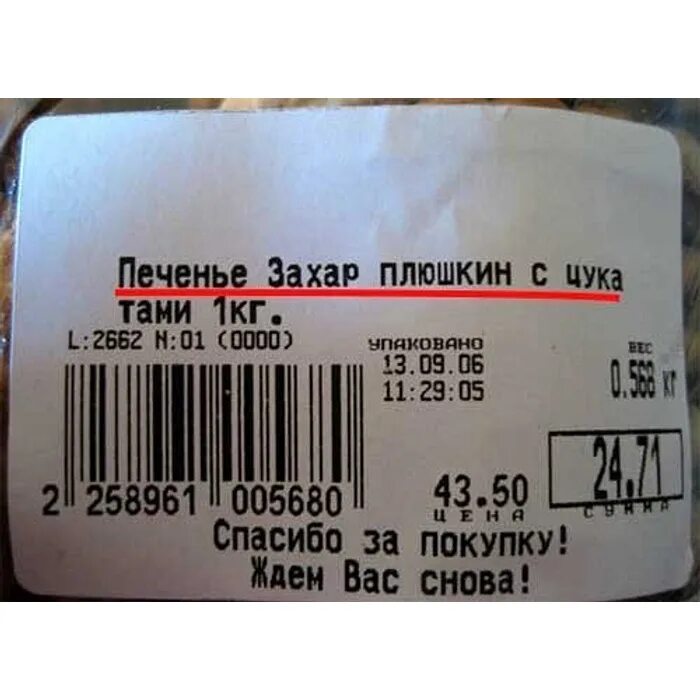 Печенье Захар плюшкин с цука
тами 1кг.
L:2662 N:01 (0000)
УПАКОВАНО
13.09.06
11:29:05
ВЕС
0.568 кг
24.71
СУММА
43.50
ЦЕНА
2 258961 005680
Спасибо за покупку!
Ждем Вас снова!